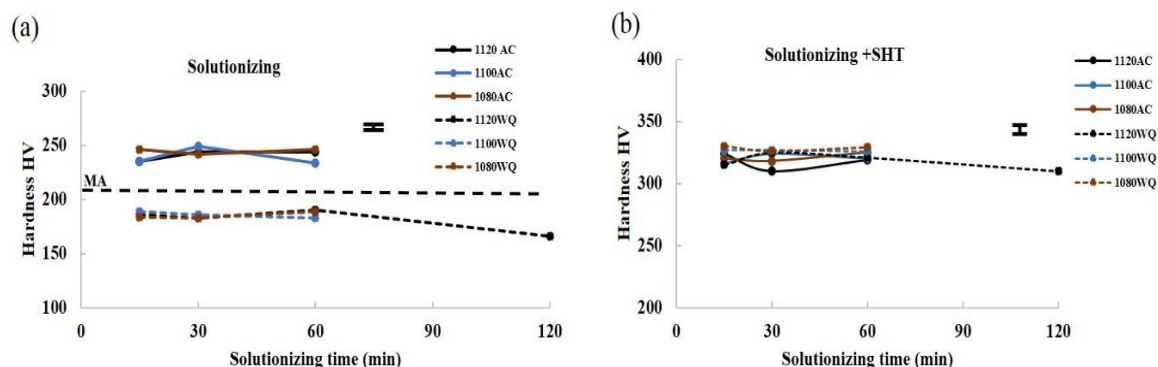 (a)
Solutionizing
1120 AC
1100AC
1080AC
1120WQ
1100WQ
1080WQ
300
250
200
150
100
MA
Hardness HV
0
30
60
90
120
Solutionizing time (min)
(b)
Solutionizing +SHT
1120AC
1100AC
1080AC
1120WQ
1100WQ
1080WQ
400
350
300
250
200
Hardness HV
0
30
60
90
120
Solutionizing time (min)